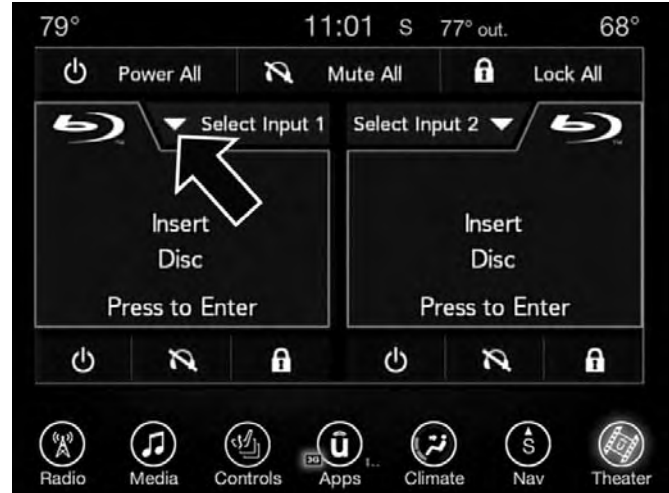 79° 11:01 S 77° out. 68°
Power All Mute All Lock All
Select Input 1 Select Input 2
Insert Insert
Disc Disc
Press to Enter Press to Enter
S
3G
Radio Media Controls Apps Climate Nav Theater